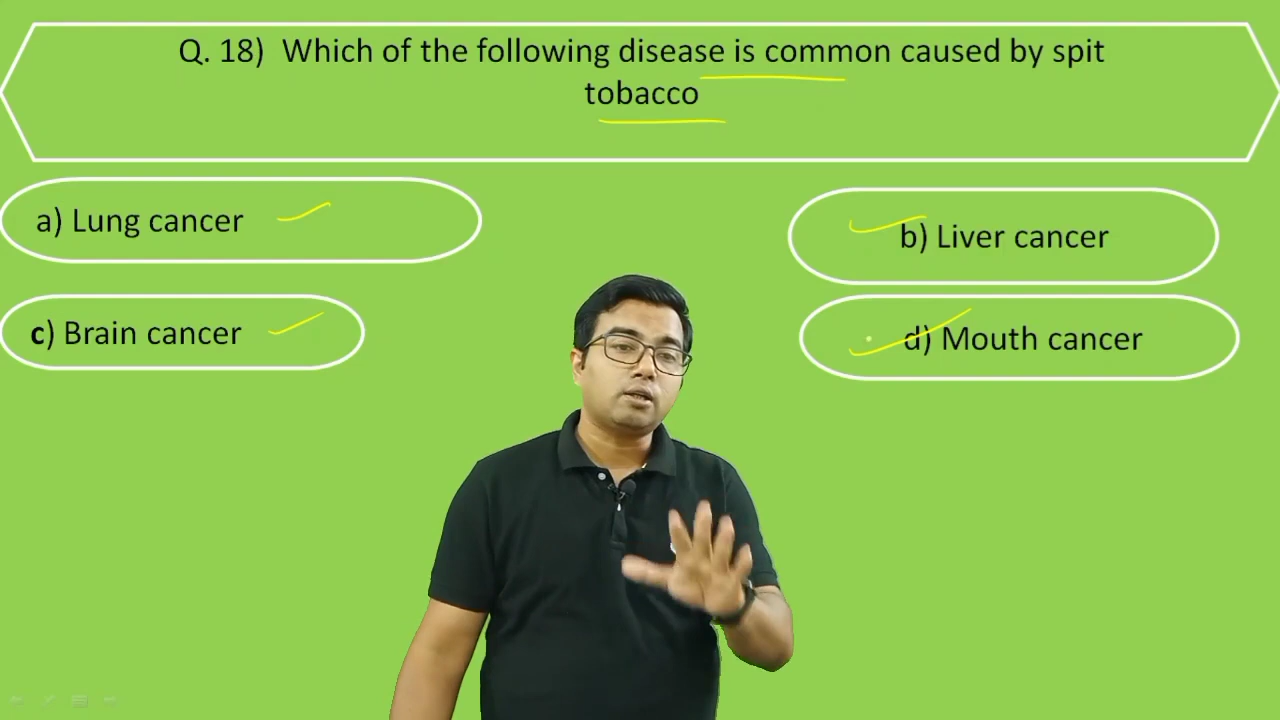 Q. 18) Which of the following disease is common caused by spit
tobacco
a) Lung cancer
b) Liver cancer
c) Brain cancer
d) Mouth cancer